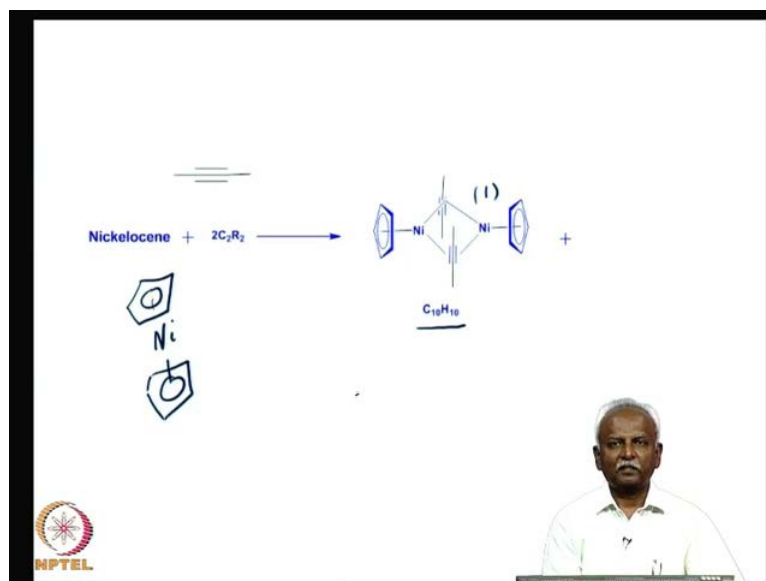 (1)
Ni Ni
Nickelocene + 2C₂R₂ +
C₁₀H₁₀
Ni
NPTEL